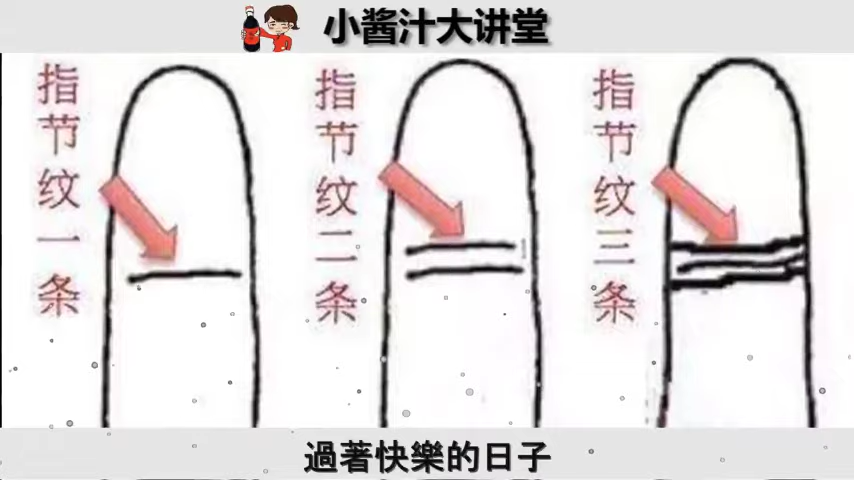 小酱汁大讲堂
指节纹一条
指节纹二条
指节纹三条
過著快樂的日子